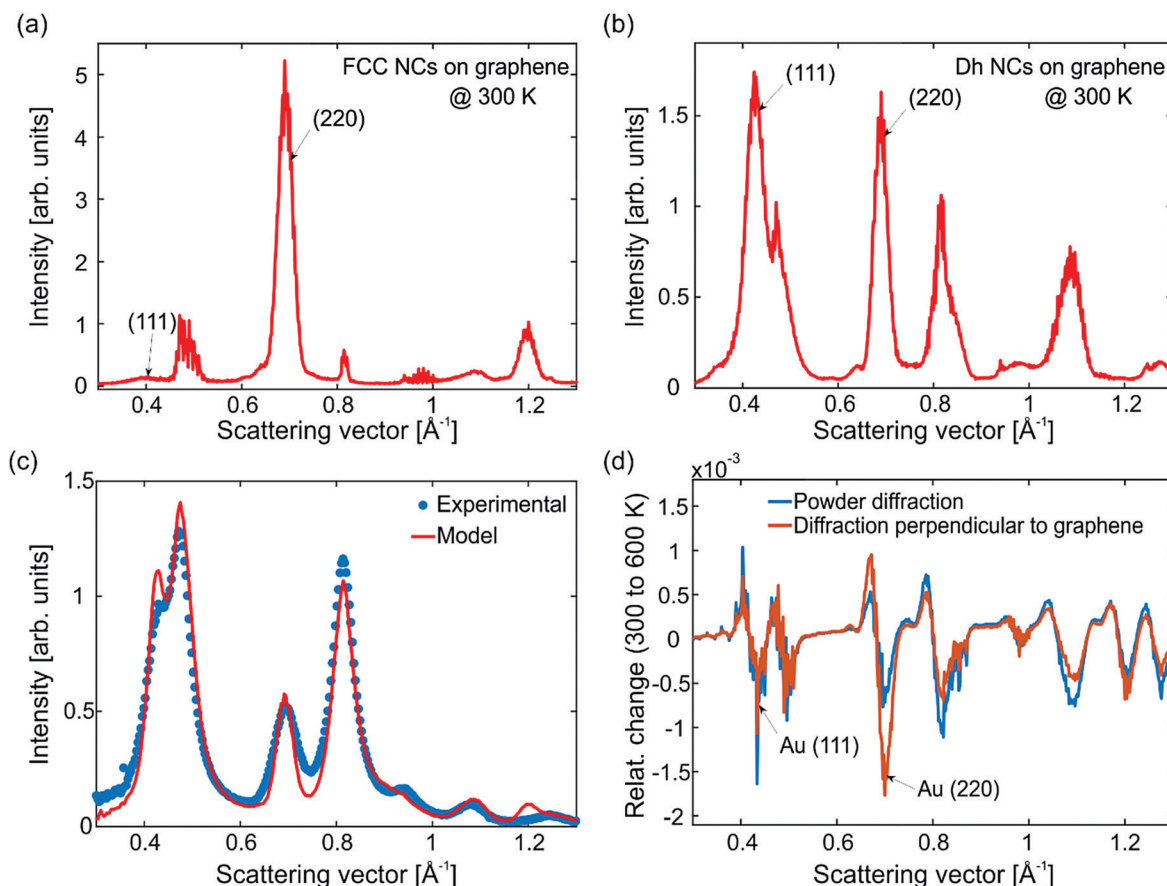 (a)
FCC NCs on graphene
@ 300 K
(220)
(111)
Intensity [arb. units]
5
4
3
2
1
0
0.4 0.6 0.8 1 1.2
Scattering vector [Å⁻¹]
(b)
Dh NCs on graphene
@ 300 K
(111)
(220)
Intensity [arb. units]
1.5
1
0.5
0
0.4 0.6 0.8 1 1.2
Scattering vector [Å⁻¹]
(c)
Experimental
Model
Intensity [arb. units]
1.5
1
0.5
0
0.4 0.6 0.8 1 1.2
Scattering vector [Å⁻¹]
(d)
x10⁻³
Powder diffraction
Diffraction perpendicular to graphene
Relat. change (300 to 600 K)
1.5
1
0.5
0
-0.5
-1
-1.5
-2
Au (111)
Au (220)
0.4 0.6 0.8 1 1.2
Scattering vector [Å⁻¹]